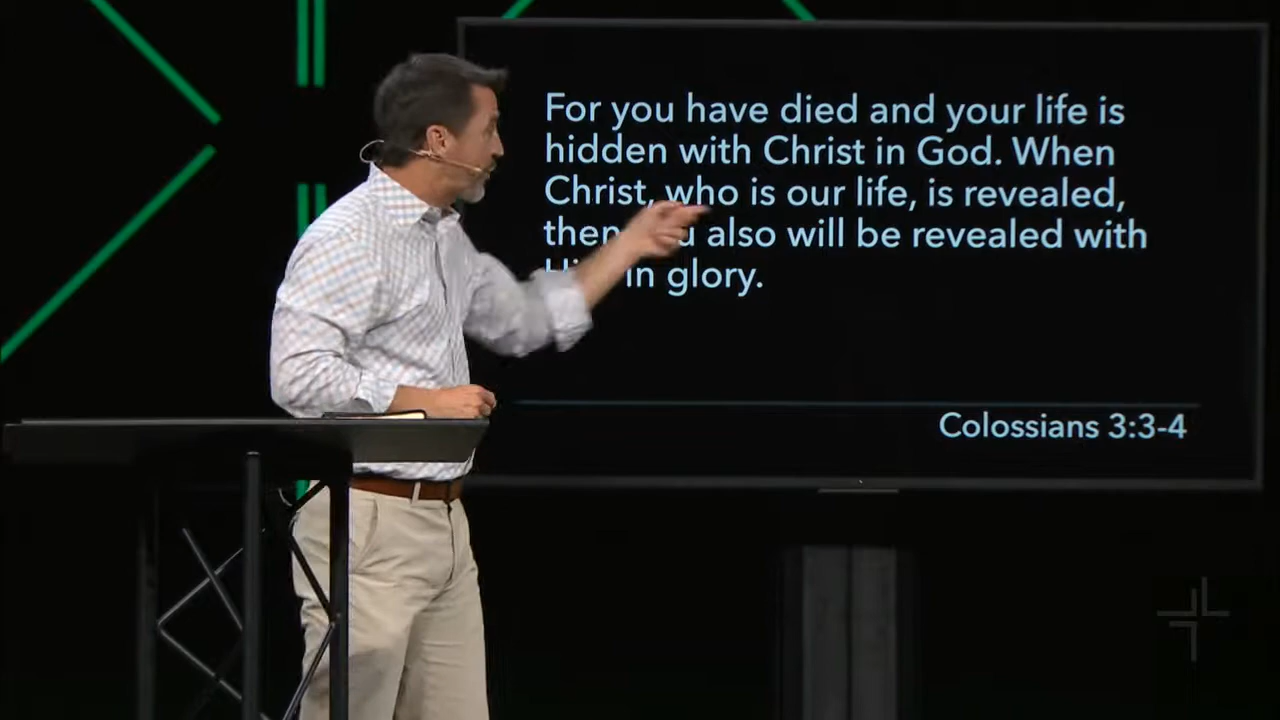 For you have died and your life is
hidden with Christ in God. When
Christ, who is our life, is revealed,
then also will be revealed with
in glory.
Colossians 3:3-4